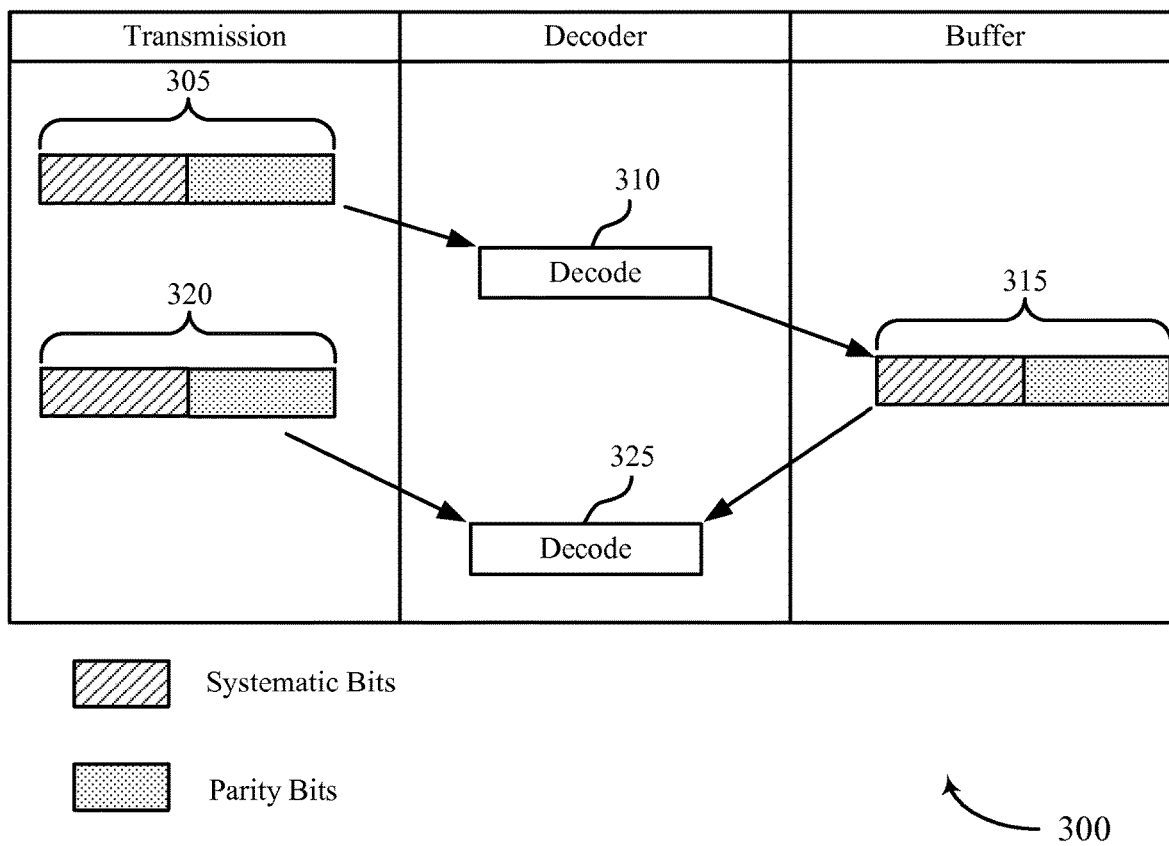 Transmission Decoder Buffer
305
310
Decode
320
315
325
Decode
Systematic Bits
Parity Bits
300